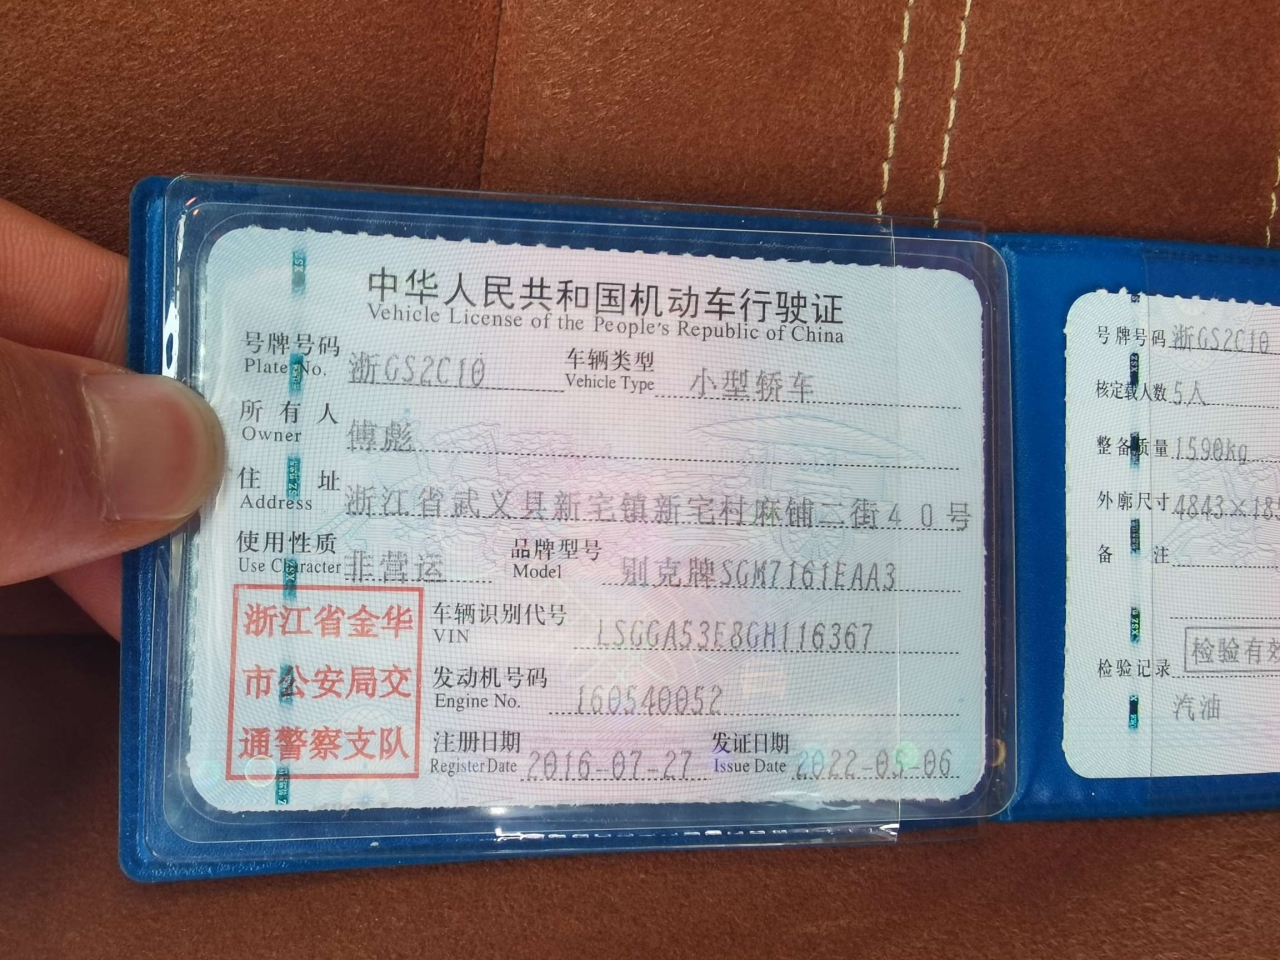 中华人民共和国机动车行驶证
Vehicle License of the People's Republic of China
号牌号码 浙GS2C10 车辆类型 小型轿车
Plate No. Vehicle Type
所有人 傅彪
Owner
住址 浙江省武义县新宅镇新宅村麻铺二街40号
Address
使用性质 非营运 品牌型号 别克牌SGM7161EAA3
Use Character Model
浙江省金华
市公安局交
通警察支队
车辆识别代号 LSGGA53E8GH116367
VIN
发动机号码 160540052
Engine No.
注册日期 2016-07-27 发证日期 2022-05-06
Register Date Issue Date
号牌号码 浙GS2C10
核定载人数 5人
整备质量 1590kg
外廓尺寸 4843×183
备注
检验有效
检验记录
汽油